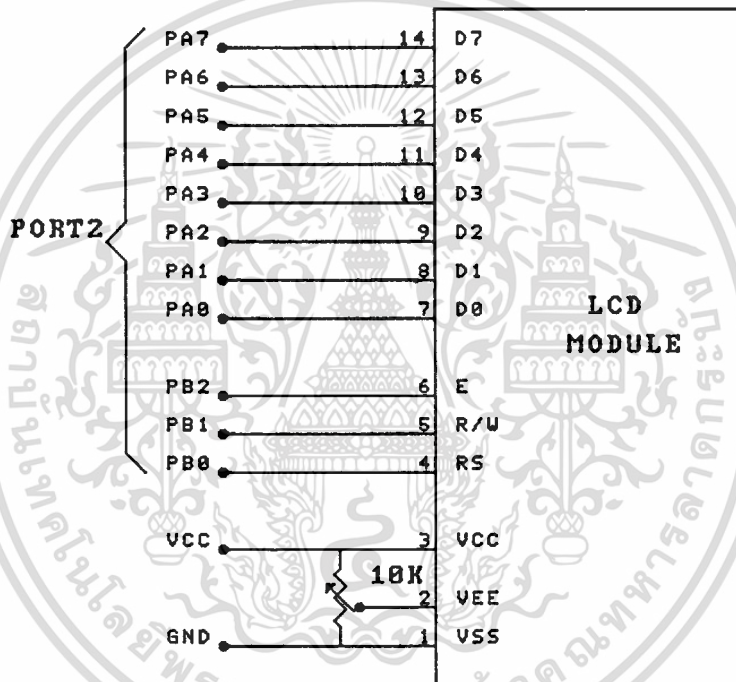 PA7 14 D7
PA6 13 D6
PA5 12 D5
PA4 11 D4
PA3 10 D3
PORT2 PA2 9 D2
PA1 8 D1
PA0 7 D0
LCD
MODULE
PB2 6 E
PB1 5 R/W
PB0 4 RS
VCC 3 VCC
10K
2 VEE
GND 1 VSS